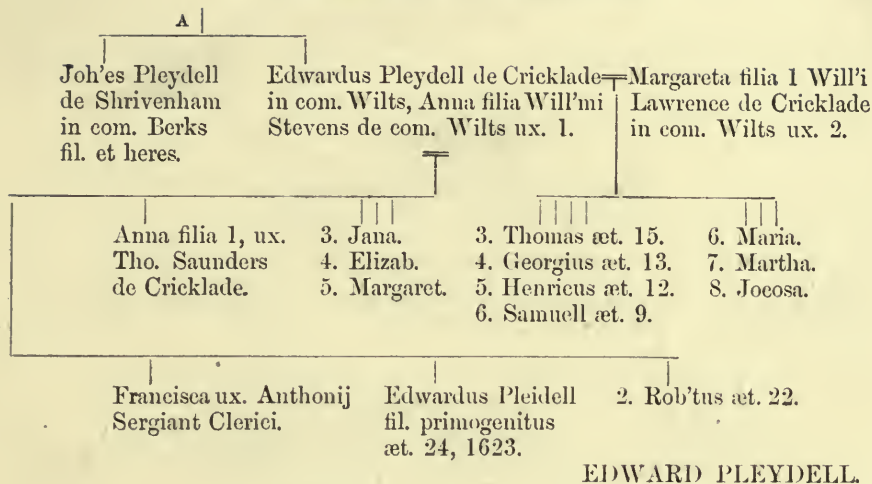 A
Joh'es Pleydell
de Shrivenham
in com. Berks
fil. et heres.
Edwardus Pleydell de Cricklade
in com. Wilts, Anna filia Will'mi
Stevens de com. Wilts ux. 1.
Margareta filia 1 Will'i
Lawrence de Cricklade
in com. Wilts ux. 2.
Anna filia 1, ux.
Tho. Saunders
de Cricklade.
3. Jana.
4. Elizab.
5. Margaret.
3. Thomas æt. 15.
4. Georgius æt. 13.
5. Henricus æt. 12.
6. Samuell æt. 9.
6. Maria.
7. Martha.
8. Jocosa.
Francisca ux. Anthonij
Sergiant Clerici.
Edwardus Pleidell
fil. primogenitus
æt. 24, 1623.
2. Rob'tus æt. 22.
EDWARD PLEYDELL.